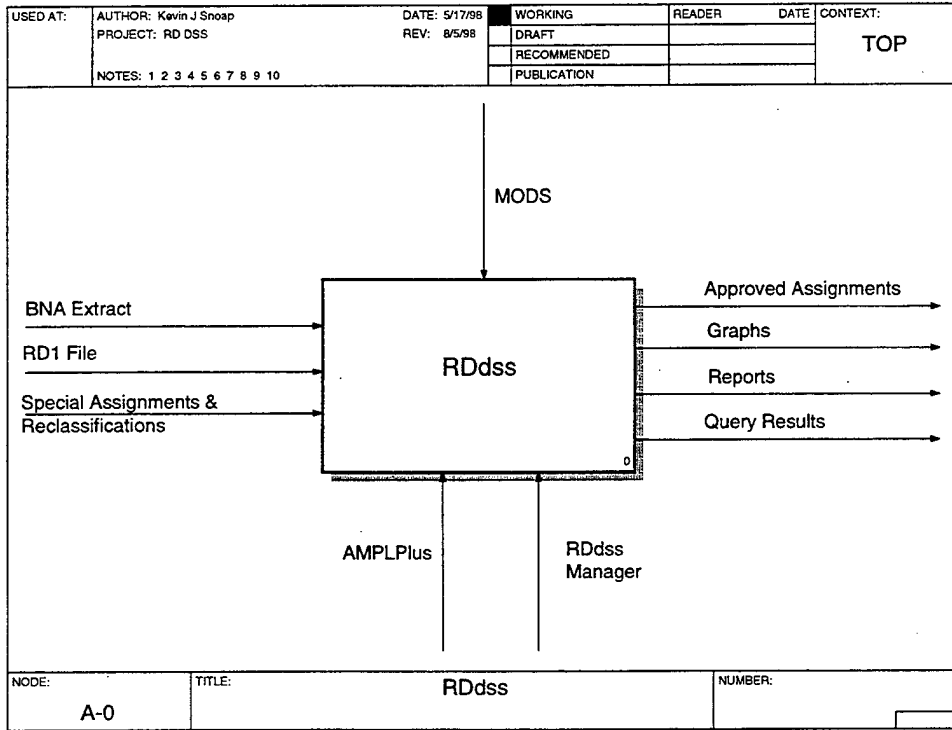 USED AT:
AUTHOR: Kevin J Snoap
DATE: 5/17/98
PROJECT: RD DSS
REV: 8/5/98
NOTES: 1 2 3 4 5 6 7 8 9 10
WORKING
DRAFT
RECOMMENDED
PUBLICATION
READER DATE
CONTEXT:
TOP
MODS
BNA Extract
RD1 File
Special Assignments &
Reclassifications
RDdss
0
Approved Assignments
Graphs
Reports
Query Results
AMPLPlus
RDdss
Manager
NODE:
A-0
TITLE:
RDdss
NUMBER: